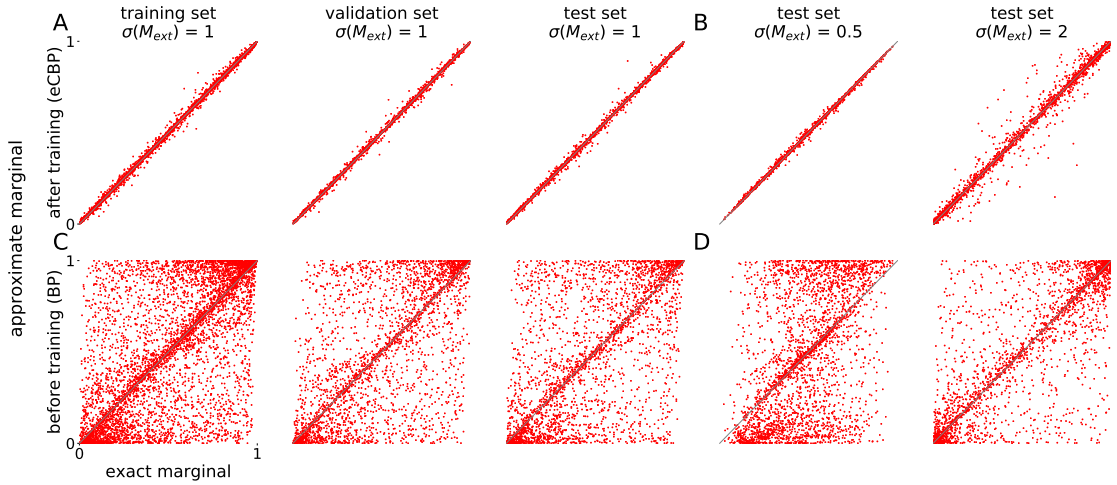 A
training set
σ(M_ext) = 1
validation set
σ(M_ext) = 1
test set
σ(M_ext) = 1
B
test set
σ(M_ext) = 0.5
test set
σ(M_ext) = 2
approximate marginal
after training (eCBP)
1
0
C
D
before training (BP)
1
0
0
1
exact marginal